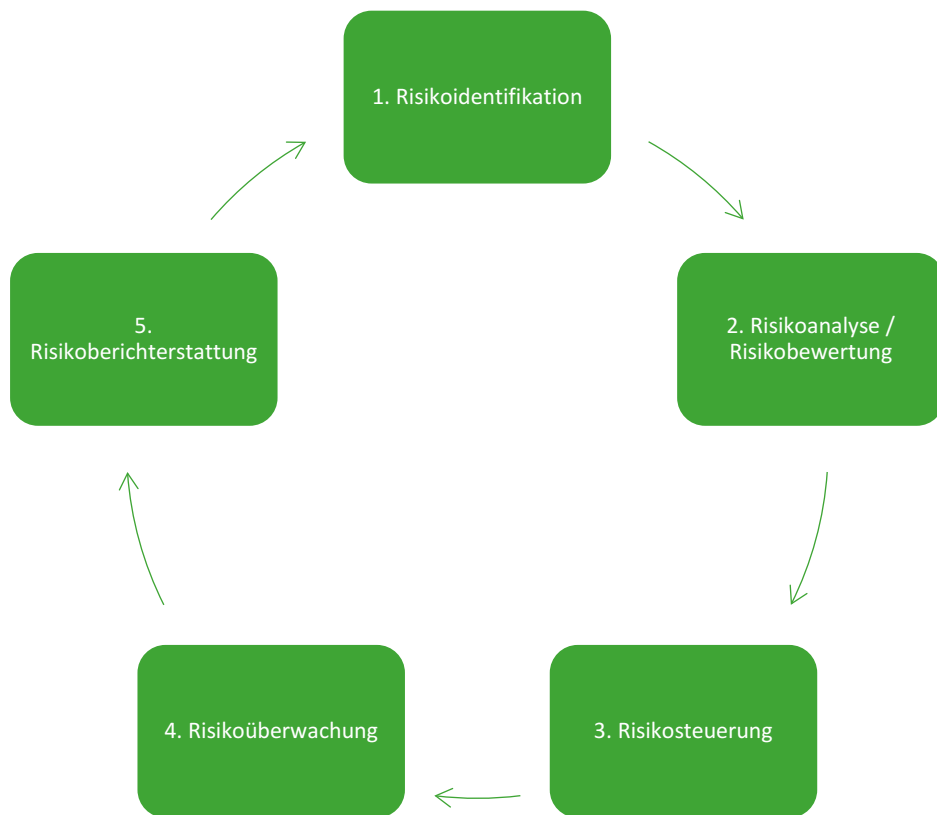 1. Risikoidentifikation
2. Risikoanalyse /
Risikobewertung
3. Risikosteuerung
4. Risikoüberwachung
5.
Risikoberichterstattung